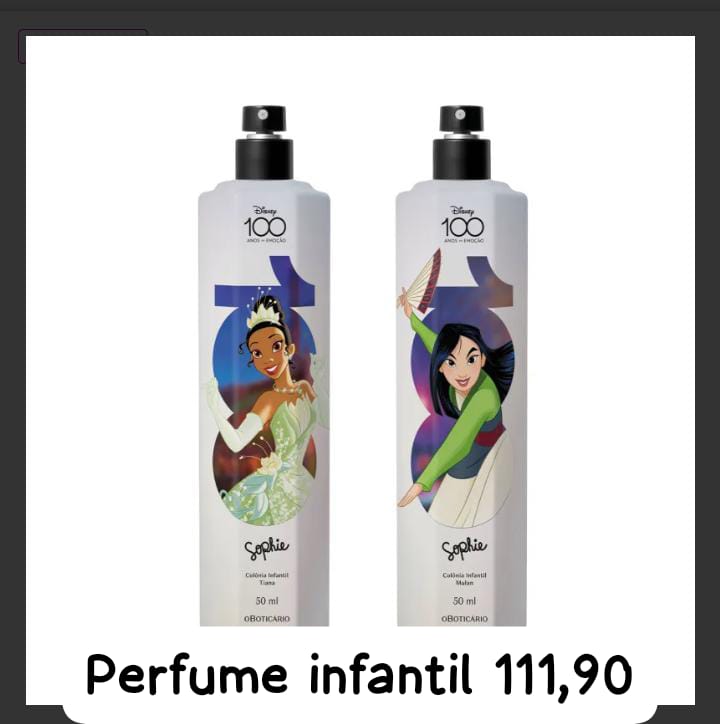 Disney
100
ANOS DE EMOÇÃO
Sophie
Colônia Infantil
Tiana
50 ml
OBOTICÁRIO
Disney
100
ANOS DE EMOÇÃO
Sophie
Colônia Infantil
Mulan
50 ml
OBOTICÁRIO
Perfume infantil 111,90